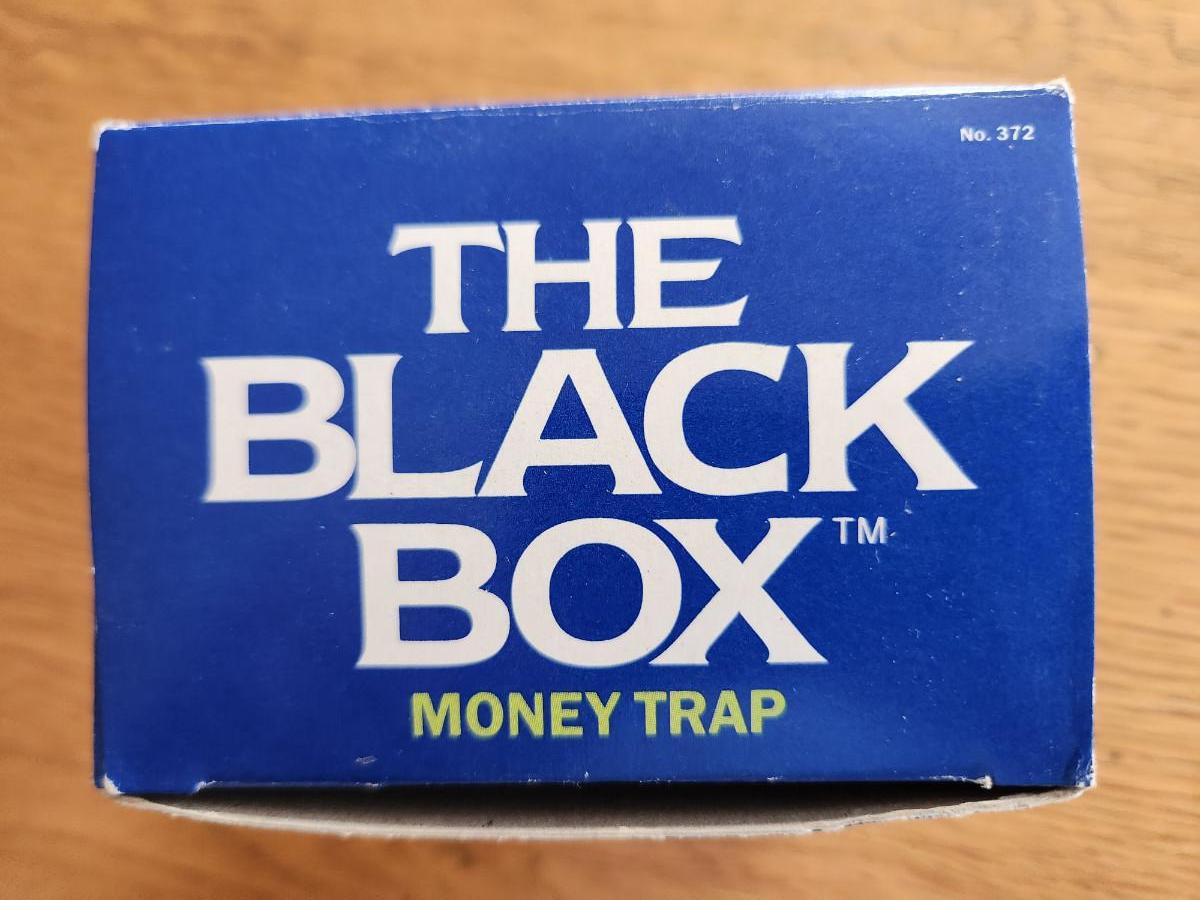 No. 372
THE
BLACK
BOX™
MONEY TRAP